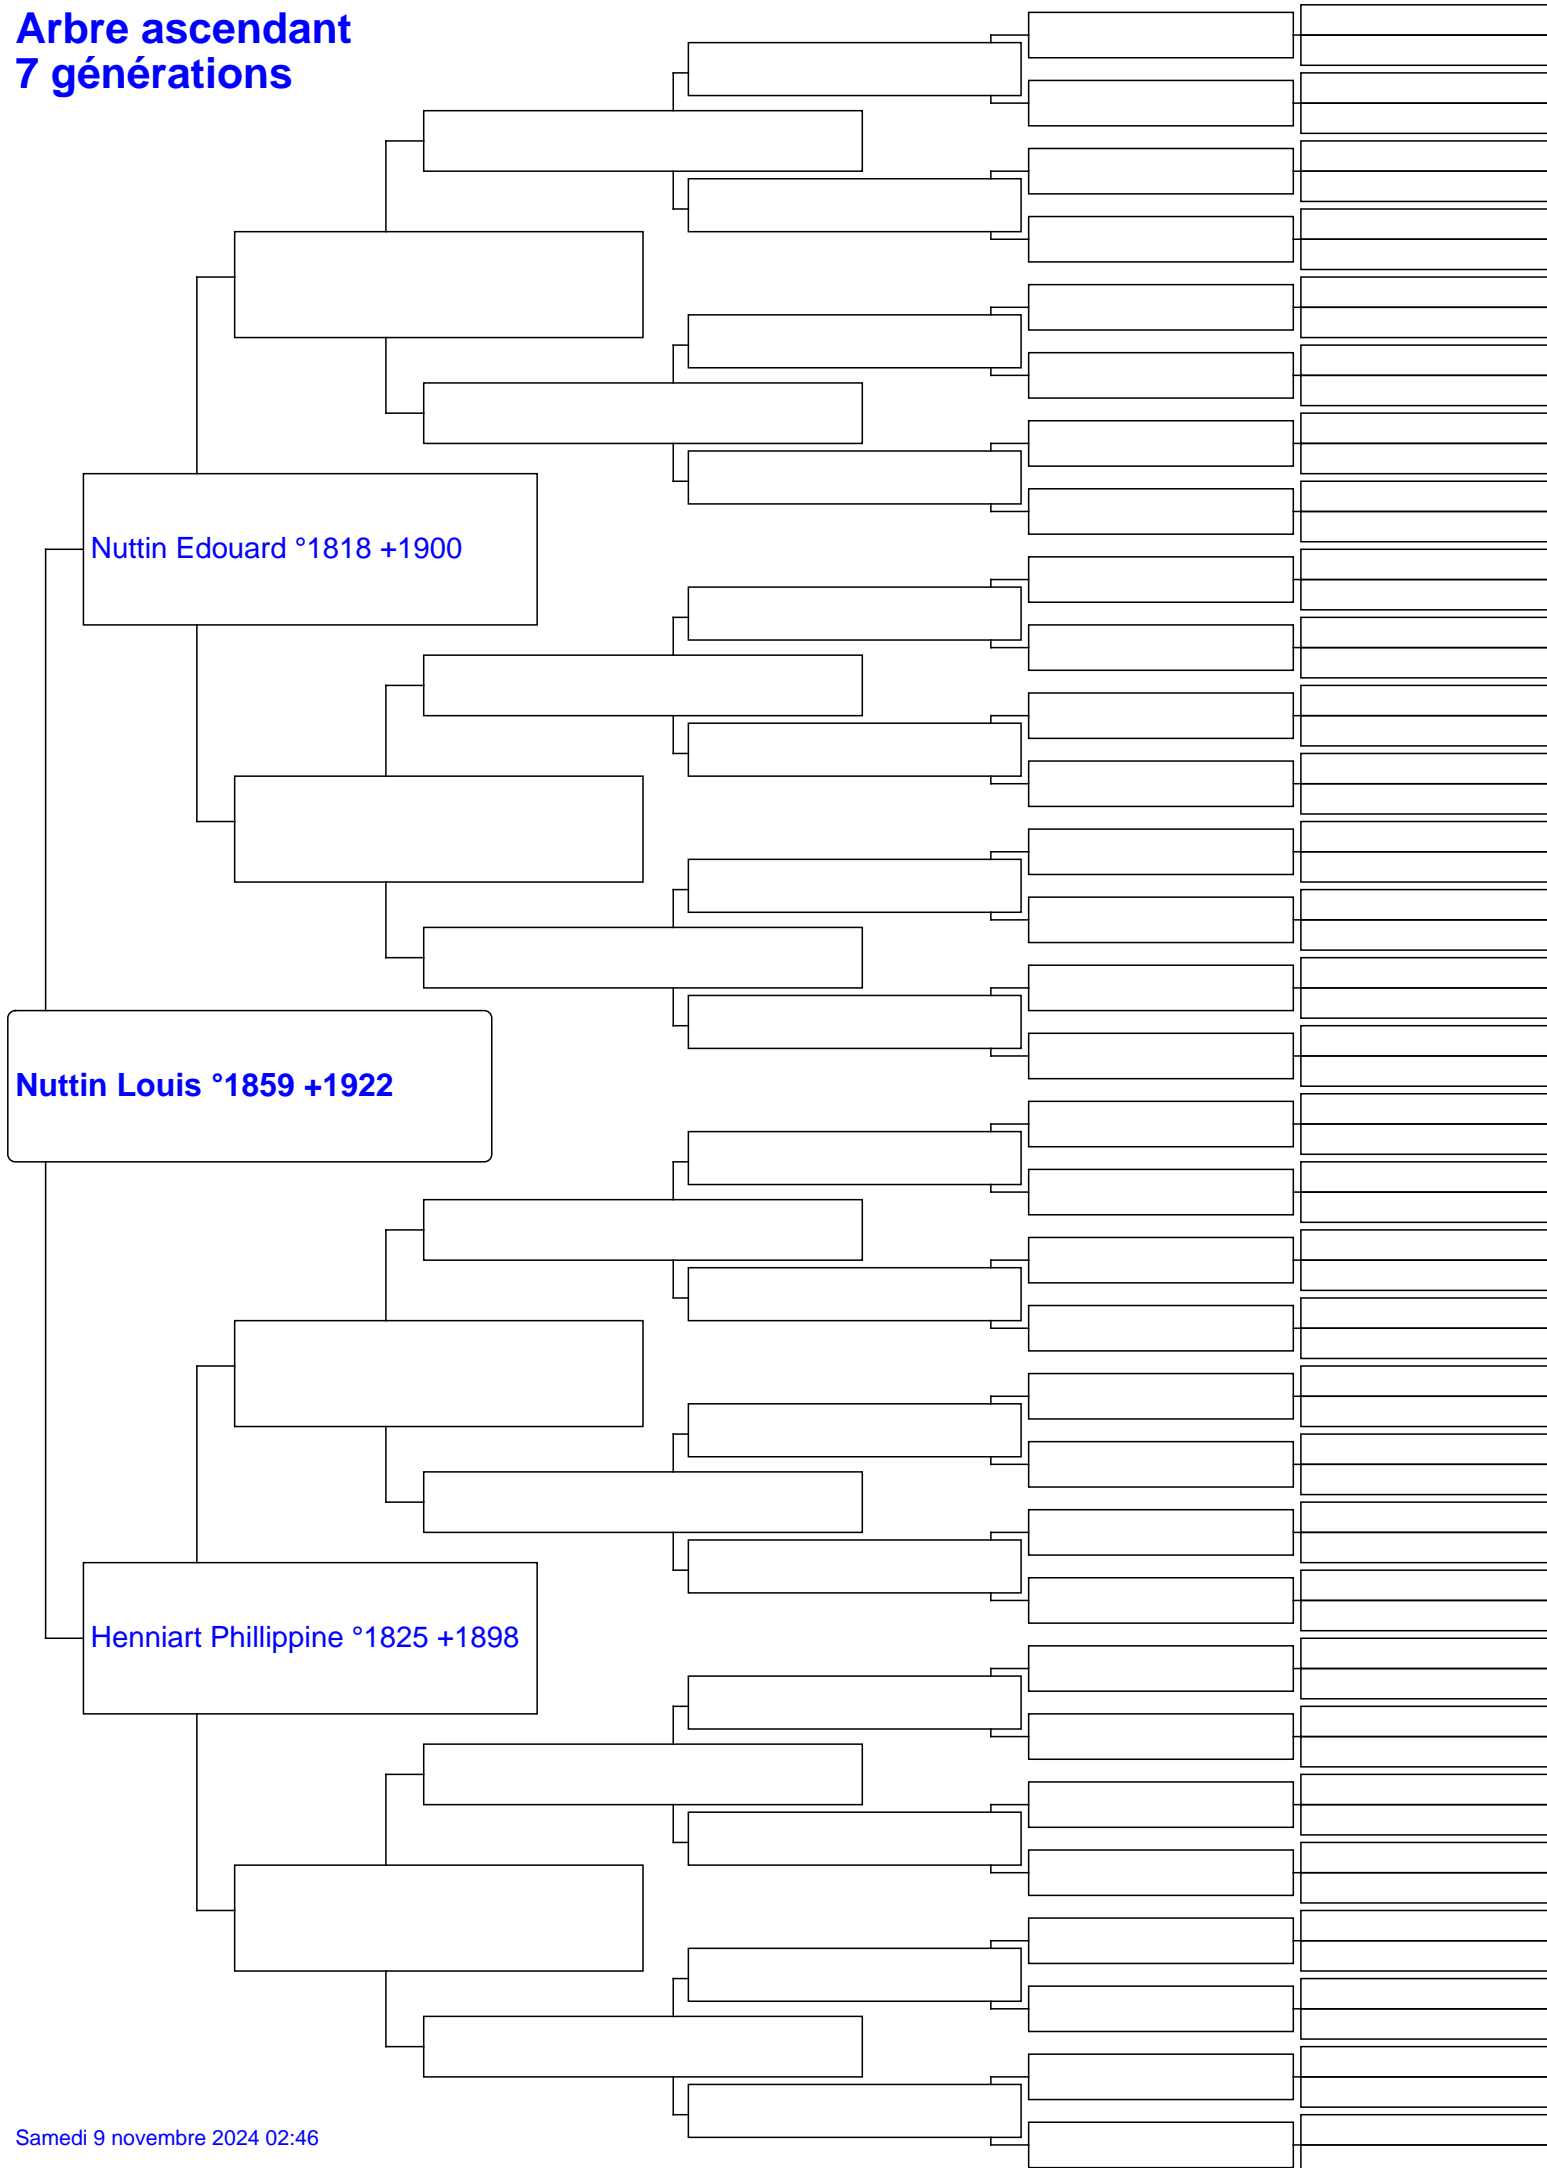 Arbre ascendant
7 générations
Nuttin Edouard °1818 +1900
Nuttin Louis °1859 +1922
Henniart Phillippine °1825 +1898
Samedi 9 novembre 2024 02:46